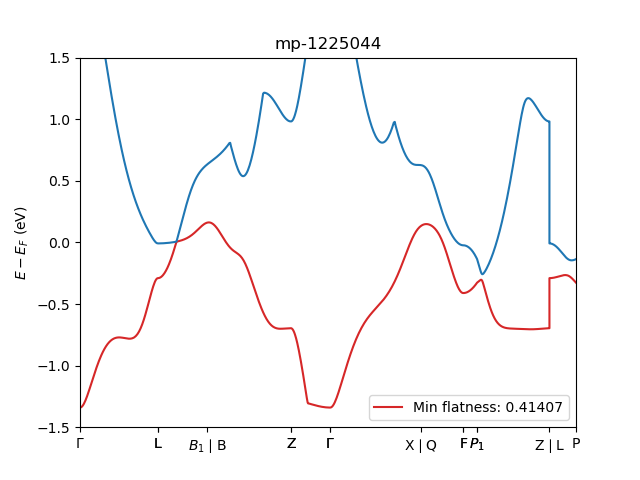 mp-1225044
1.5
1.0
0.5
0.0
−0.5
−1.0
−1.5
E − E_F (eV)
Min flatness: 0.41407
Γ L B₁ | B Z Γ X | Q F P₁ Z | L P